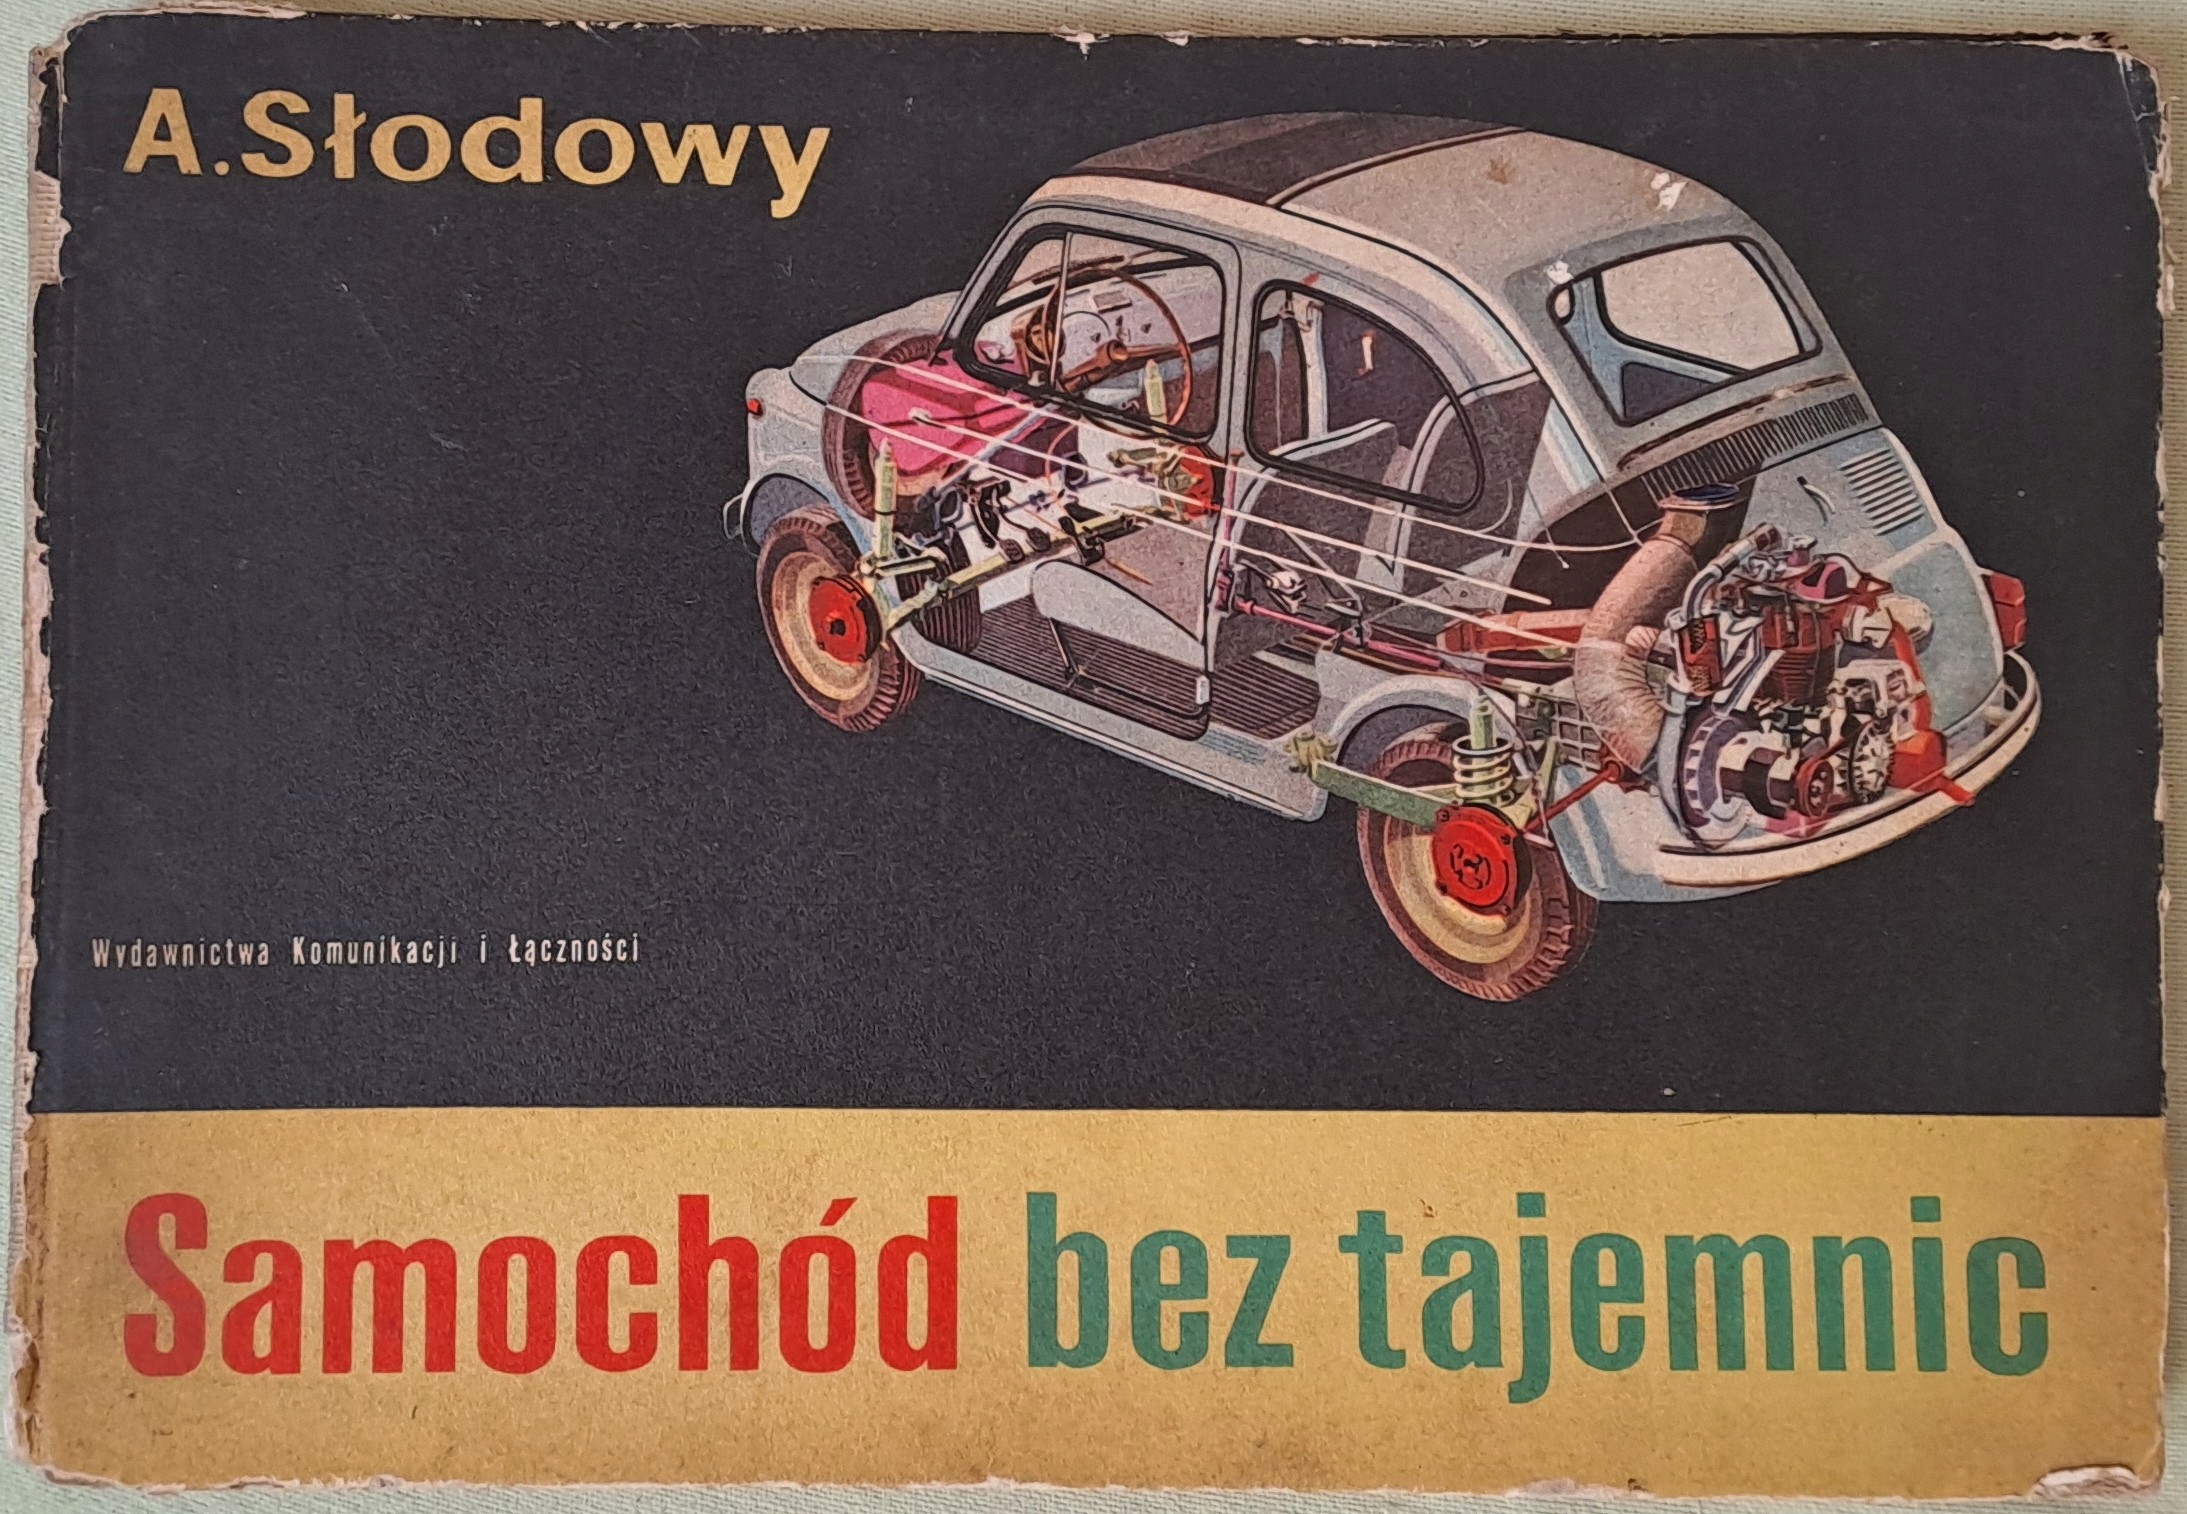 A.Słodowy
Wydawnictwa Komunikacji i Łączności
Samochód bez tajemnic